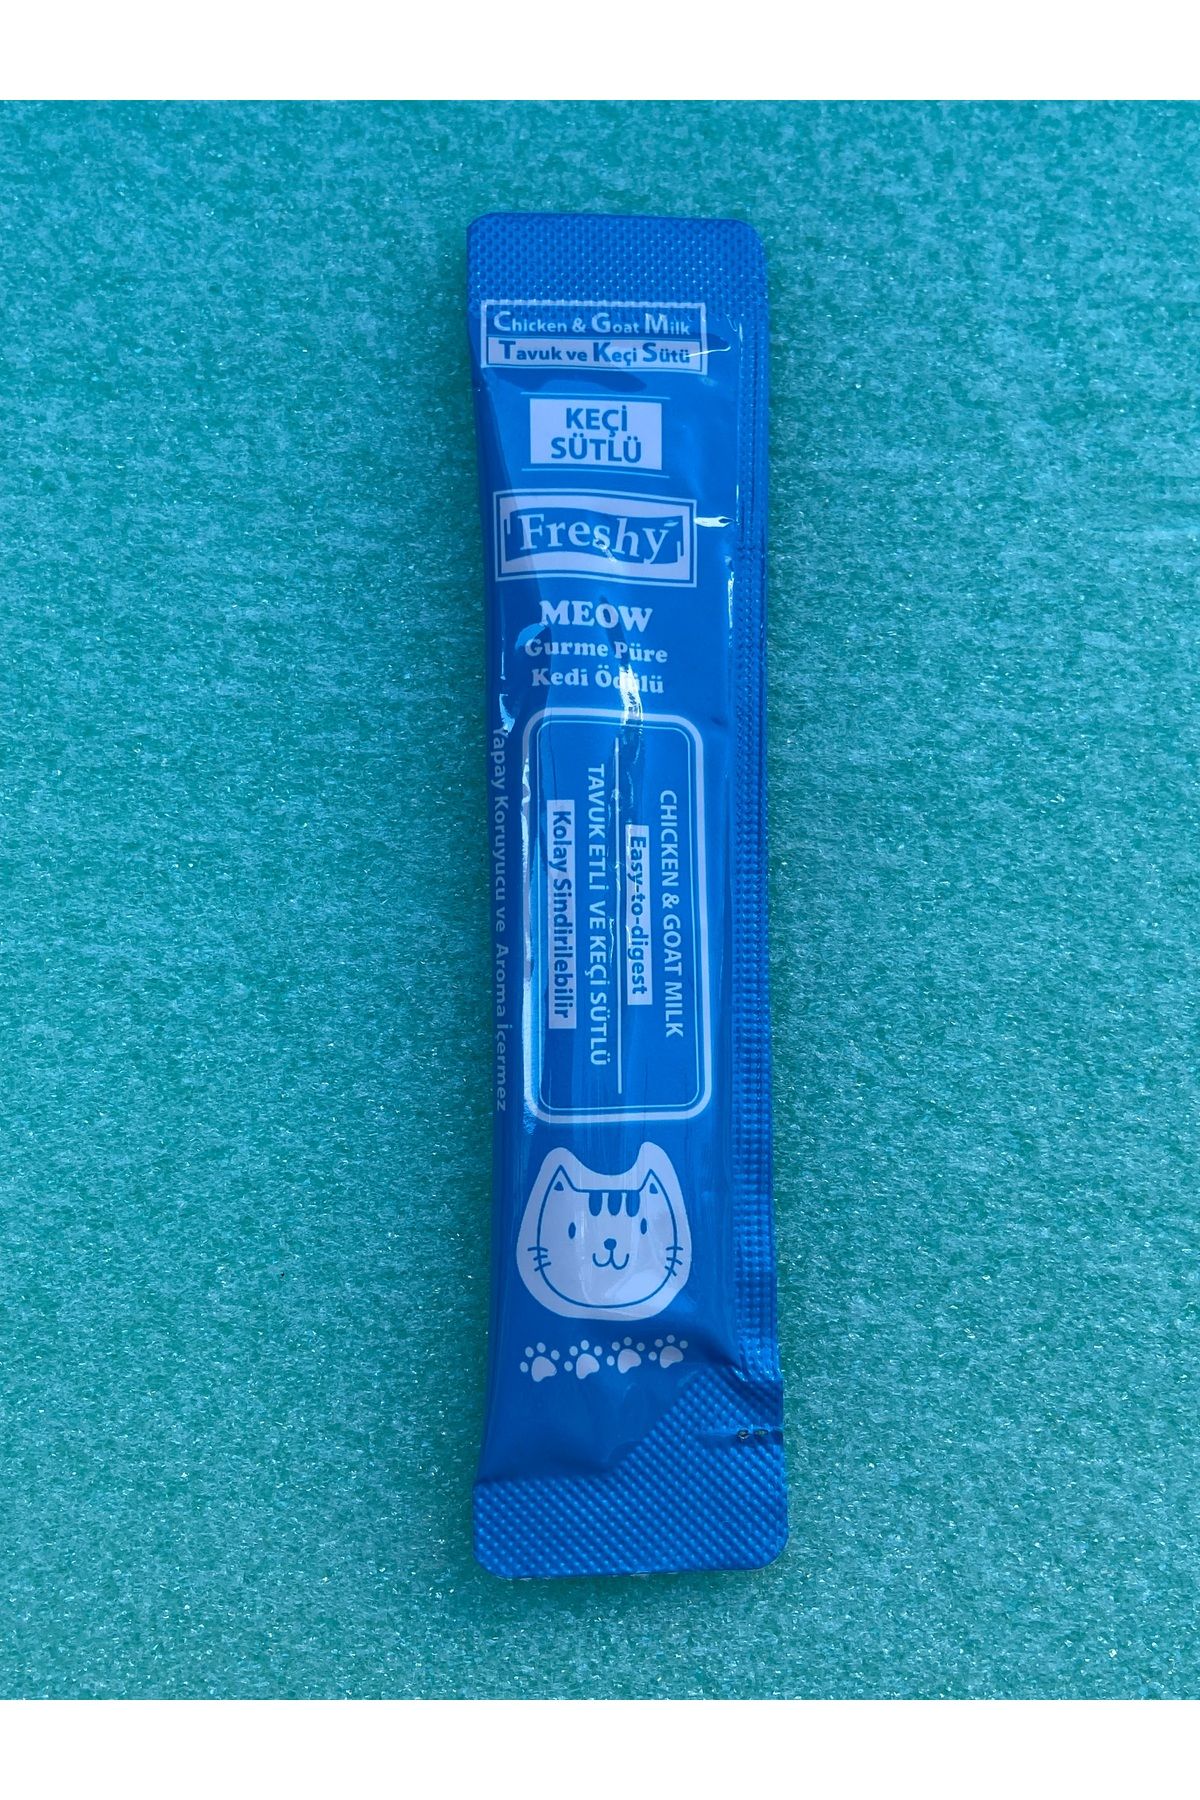 Chicken & Goat Milk
Tavuk ve Keçi Sütü
KEÇİ
SÜTLÜ
Freshy
MEOW
Gurme Püre
Kedi Ödülü
CHICKEN & GOAT MILK
Easy-to-digest
TAVUK ETLİ VE KEÇİ SÜTLÜ
Kolay Sindirilebilir
Yapay Koruyucu ve Aroma İçermez